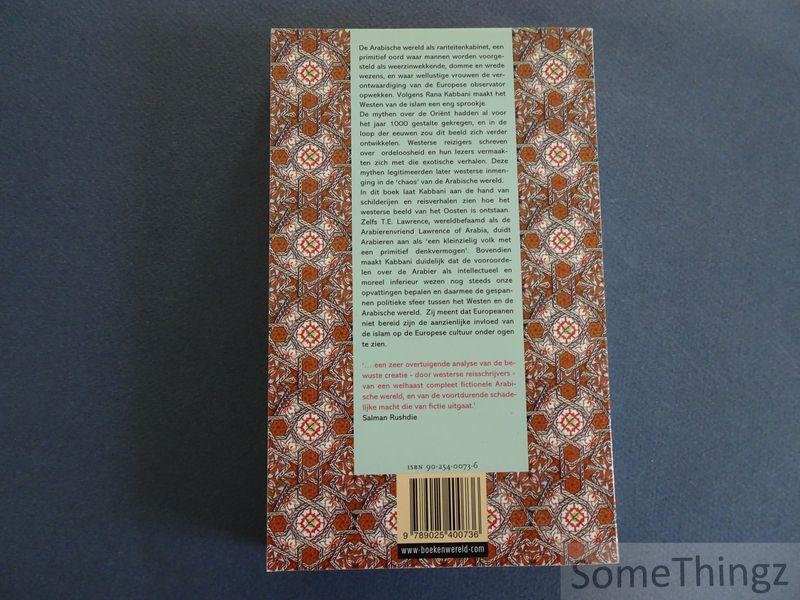 De Arabische wereld als rariteitenkabinet, een
primitief oord waar mannen worden voorge-
steld als weerzinwekkende, domme en wrede
wezens, en waar wellustige vrouwen de ver-
ontwaardiging van de Europese observator
opwekken. Volgens Rana Kabbani maakt het
Westen van de islam een eng sprookje.
De mythen over de Oriënt hadden al voor
het jaar 1000 gestalte gekregen, en in de
loop der eeuwen zou dit beeld zich verder
ontwikkelen. Westerse reizigers schreven
over ordeloosheid en hun lezers vermaak-
ten zich met die exotische verhalen. Deze
mythen legitimeerden later westerse inmen-
ging in de 'chaos' van de Arabische wereld.
In dit boek laat Kabbani aan de hand van
schilderijen en reisverhalen zien hoe het
westerse beeld van het Oosten is ontstaan.
Zelfs T.E. Lawrence, wereldbefaamd als de
Arabierenvriend Lawrence of Arabia, duidt
Arabieren aan als 'een kleinzielig volk met
een primitief denkvermogen'. Bovendien
maakt Kabbani duidelijk dat de vooroorde-
len over de Arabier als intellectueel en
moreel inferieur wezen nog steeds onze
opvattingen bepalen en daarmee de gespan-
nen politieke sfeer tussen het Westen en de
Arabische wereld. Zij meent dat Europeanen
niet bereid zijn de aanzienlijke invloed van
de islam op de Europese cultuur onder ogen
te zien.
'... een zeer overtuigende analyse van de be-
wuste creatie - door westerse reisschrijvers -
van een welhaast compleet fictionele Arabi-
sche wereld, en van de voortdurende schade-
lijke macht die van fictie uitgaat.'
Salman Rushdie
ISBN 90-254-0073-6
9 789025 400736
www-boekenwereld-com
SomeThingz